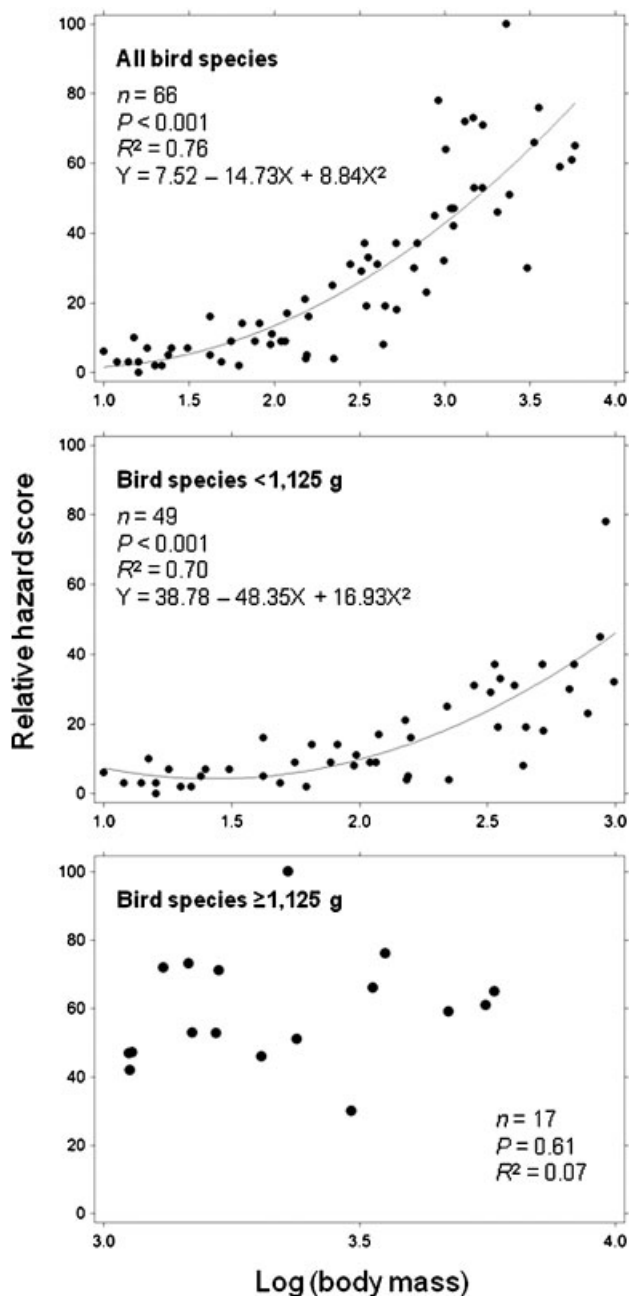 100
80
60
40
20
0
All bird species
n = 66
P < 0.001
R² = 0.76
Y = 7.52 – 14.73X + 8.84X²
1.0 1.5 2.0 2.5 3.0 3.5 4.0
Relative hazard score
100
80
60
40
20
0
Bird species <1,125 g
n = 49
P < 0.001
R² = 0.70
Y = 38.78 – 48.35X + 16.93X²
1.0 1.5 2.0 2.5 3.0
100
80
60
40
20
0
Bird species ≥1,125 g
n = 17
P = 0.61
R² = 0.07
3.0 3.5 4.0
Log (body mass)